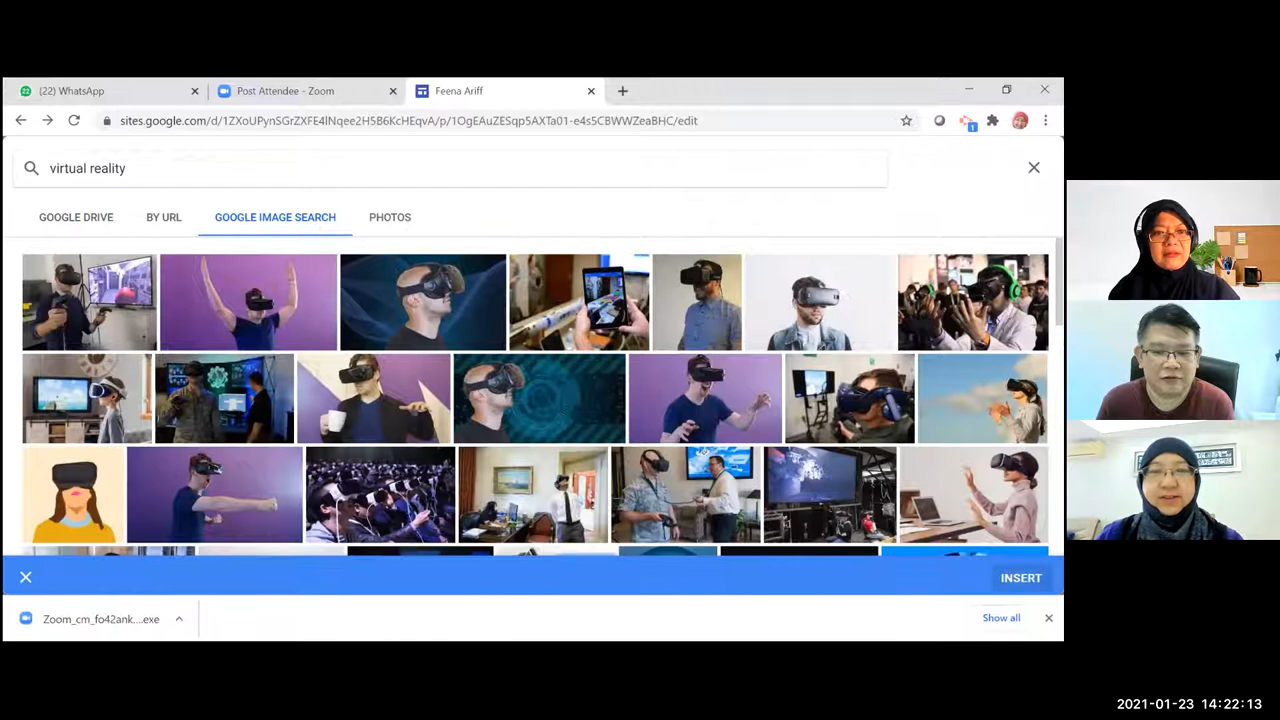 (22) WhatsApp
Post Attendee - Zoom
Feena Ariff
sites.google.com/d/1ZXoUPynSGrZXFE4lNqee2H5B6KcHEqvA/p/1OgEAuZESqp5AXTa01-e4s5CBWWZeaBHC/edit
1
virtual reality
GOOGLE DRIVE
BY URL
GOOGLE IMAGE SEARCH
PHOTOS
INSERT
Zoom_cm_fo42ank....exe
Show all
2021-01-23 14:22:13